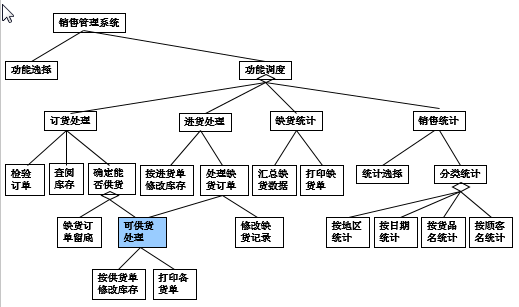 销售管理系统
功能选择
功能调度
订货处理
进货处理
缺货统计
销售统计
检验
订单
查阅
库存
确定能
否供货
按进货单
修改库存
处理缺
货订单
汇总缺
货数据
打印缺
货单
统计选择
分类统计
缺货订
单留底
可供货
处理
修改缺
货记录
按地区
统计
按日期
统计
按货品
名统计
按顾客
名统计
按供货单
修改库存
打印备
货单